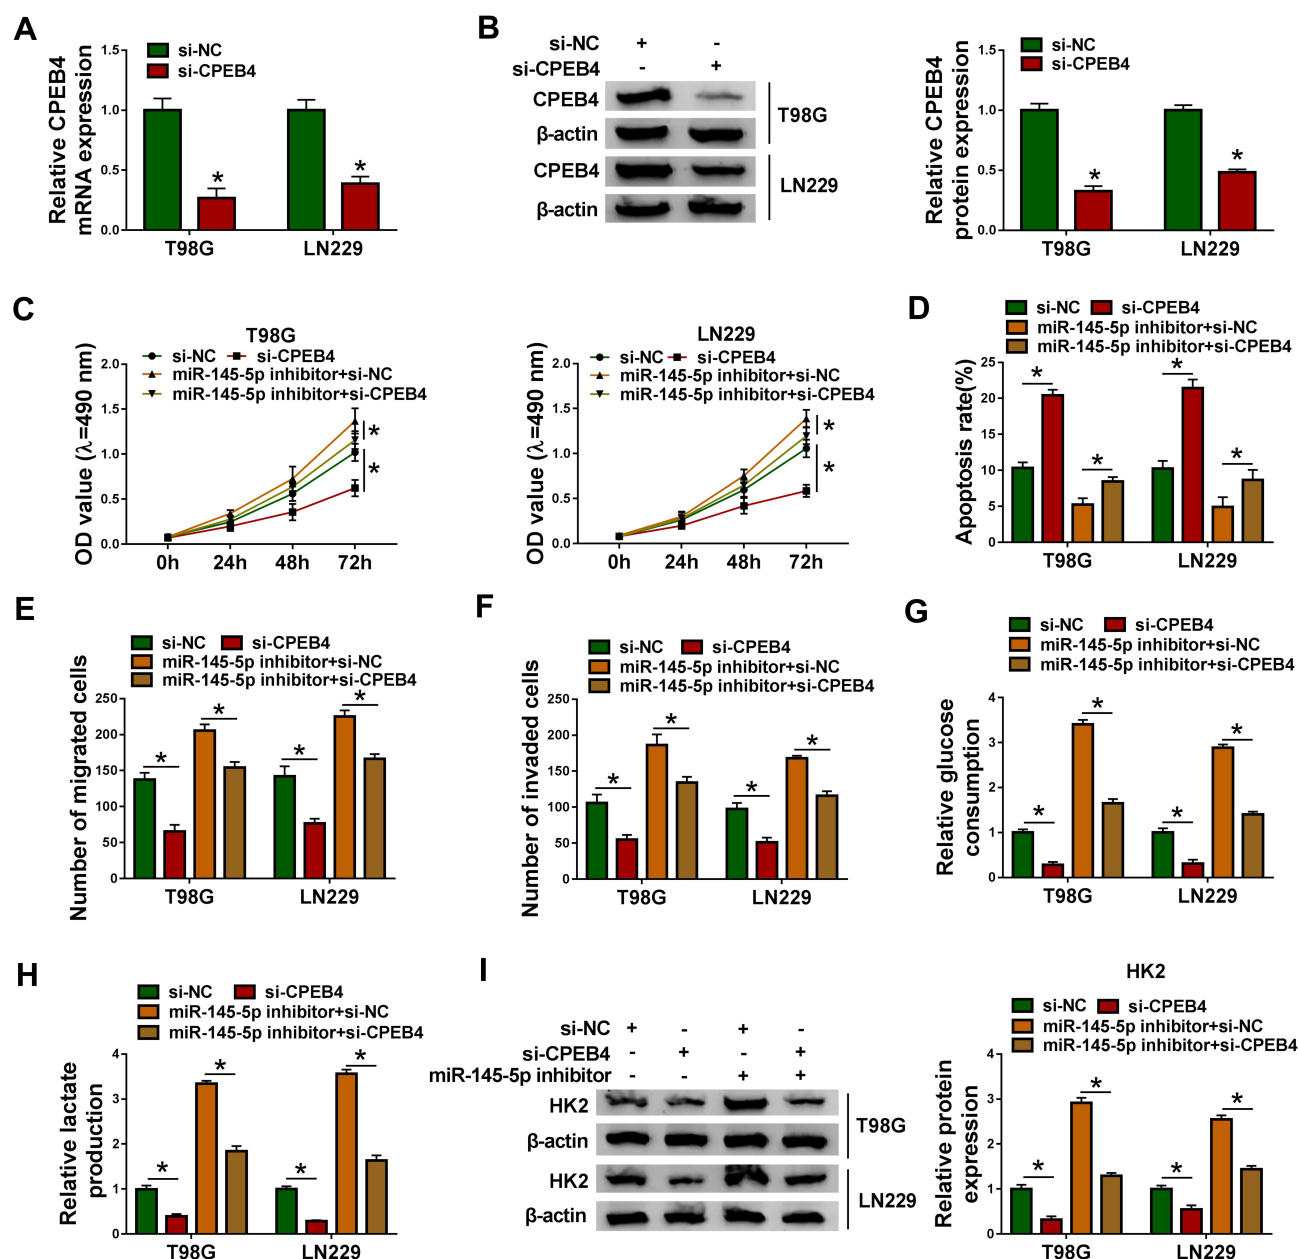 A
si-NC
si-CPEB4
Relative CPEB4
mRNA expression
1.5
1.0
0.5
0.0
*
*
T98G
LN229
B
si-NC + -
si-CPEB4 - +
CPEB4
β-actin
T98G
CPEB4
β-actin
LN229
si-NC
si-CPEB4
Relative CPEB4
protein expression
1.5
1.0
0.5
0.0
*
*
T98G
LN229
C
T98G
si-NC si-CPEB4
miR-145-5p inhibitor+si-NC
miR-145-5p inhibitor+si-CPEB4
OD value (λ=490 nm)
2.0
1.5
1.0
0.5
0.0
*
*
0h 24h 48h 72h
LN229
si-NC si-CPEB4
miR-145-5p inhibitor+si-NC
miR-145-5p inhibitor+si-CPEB4
OD value (λ=490 nm)
2.0
1.5
1.0
0.5
0.0
*
*
0h 24h 48h 72h
D
si-NC si-CPEB4
miR-145-5p inhibitor+si-NC
miR-145-5p inhibitor+si-CPEB4
Apoptosis rate(%)
25
20
15
10
5
0
* * * *
T98G LN229
E
si-NC si-CPEB4
miR-145-5p inhibitor+si-NC
miR-145-5p inhibitor+si-CPEB4
Number of migrated cells
250
200
150
100
50
0
* * * *
T98G LN229
F
si-NC si-CPEB4
miR-145-5p inhibitor+si-NC
miR-145-5p inhibitor+si-CPEB4
Number of invaded cells
250
200
150
100
50
0
* * * *
T98G LN229
G
si-NC si-CPEB4
miR-145-5p inhibitor+si-NC
miR-145-5p inhibitor+si-CPEB4
Relative glucose
consumption
4
3
2
1
0
* * * *
T98G LN229
H
si-NC si-CPEB4
miR-145-5p inhibitor+si-NC
miR-145-5p inhibitor+si-CPEB4
Relative lactate
production
4
3
2
1
0
* * * *
T98G LN229
I
si-NC + - + -
si-CPEB4 - + - +
miR-145-5p inhibitor - - + +
HK2
β-actin
T98G
HK2
β-actin
LN229
HK2
si-NC si-CPEB4
miR-145-5p inhibitor+si-NC
miR-145-5p inhibitor+si-CPEB4
Relative protein
expression
4
3
2
1
0
* * * *
T98G LN229